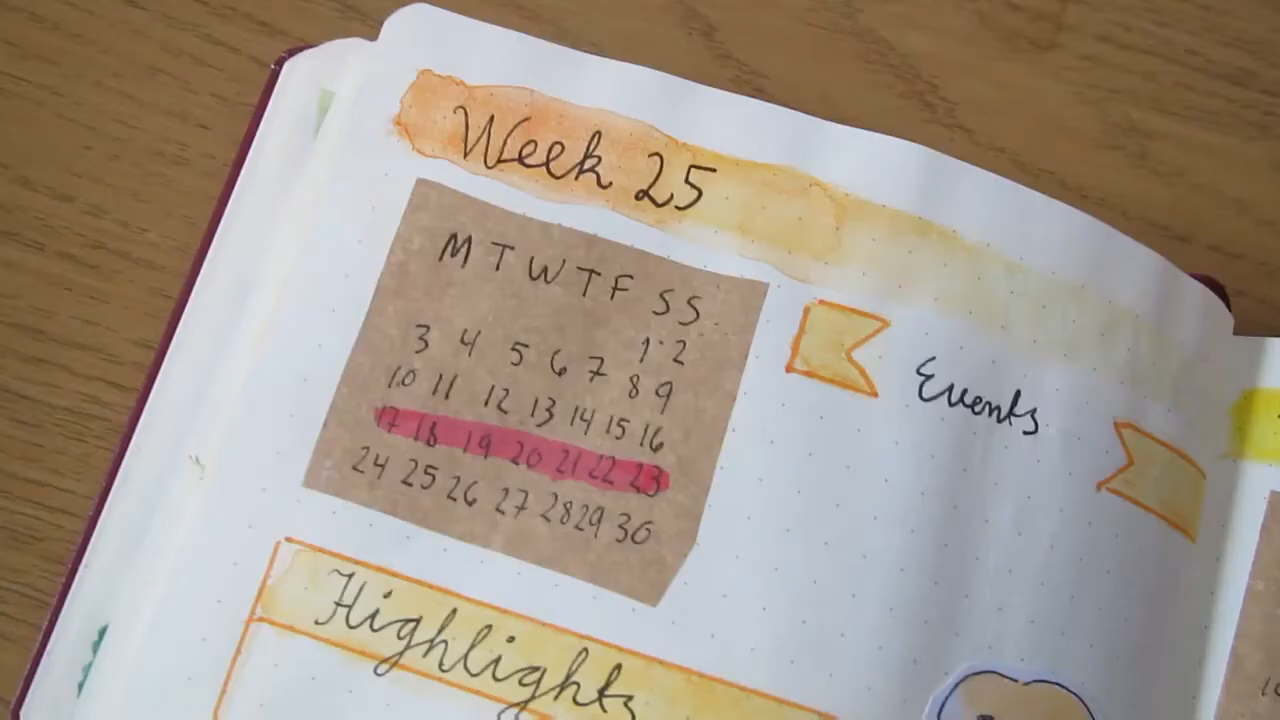 Week 25
M T W T F S S
1 2
3 4 5 6 7 8 9
10 11 12 13 14 15 16
17 18 19 20 21 22 23
24 25 26 27 28 29 30
Events
Highlights